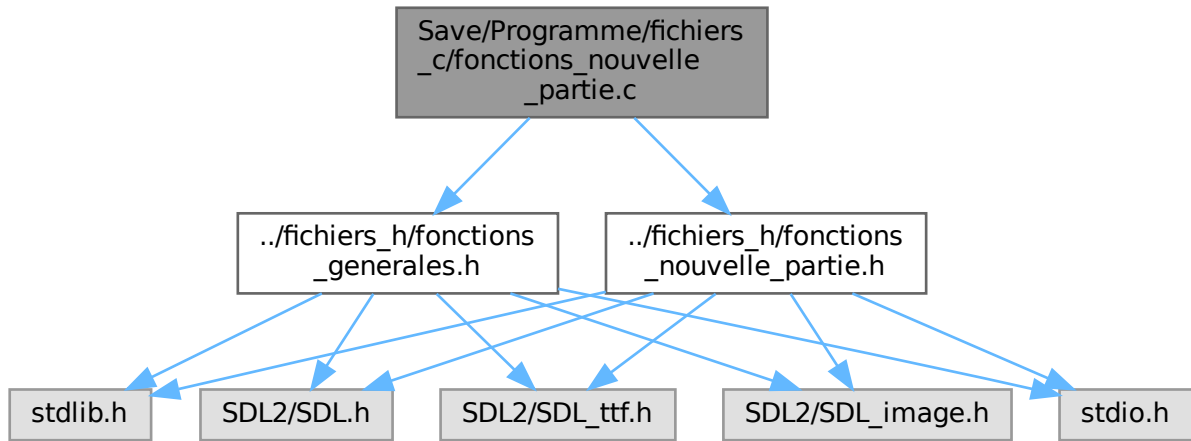 Save/Programme/fichiers
_c/fonctions_nouvelle
_partie.c
../fichiers_h/fonctions
_generales.h
../fichiers_h/fonctions
_nouvelle_partie.h
stdlib.h
SDL2/SDL.h
SDL2/SDL_ttf.h
SDL2/SDL_image.h
stdio.h